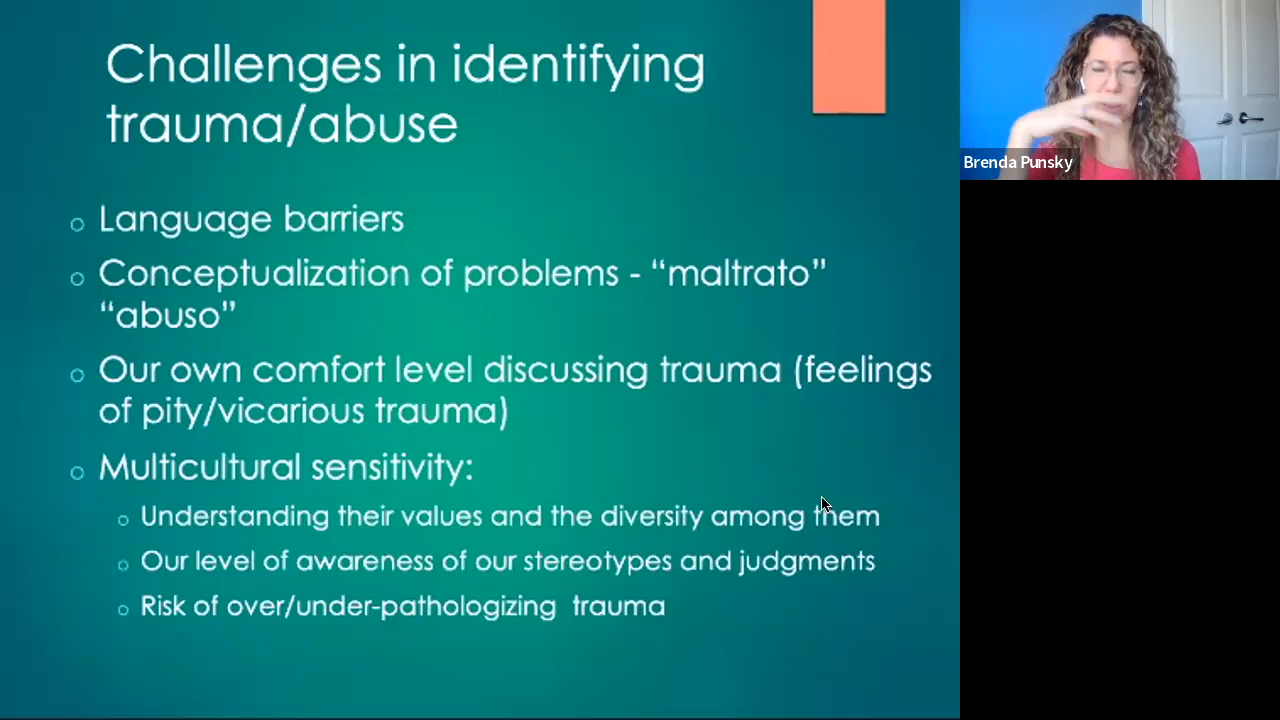 Challenges in identifying
trauma/abuse
Language barriers
Conceptualization of problems - “maltrato”
“abuso”
Our own comfort level discussing trauma (feelings
of pity/vicarious trauma)
Multicultural sensitivity:
Understanding their values and the diversity among them
Our level of awareness of our stereotypes and judgments
Risk of over/under-pathologizing  trauma
Brenda Punsky